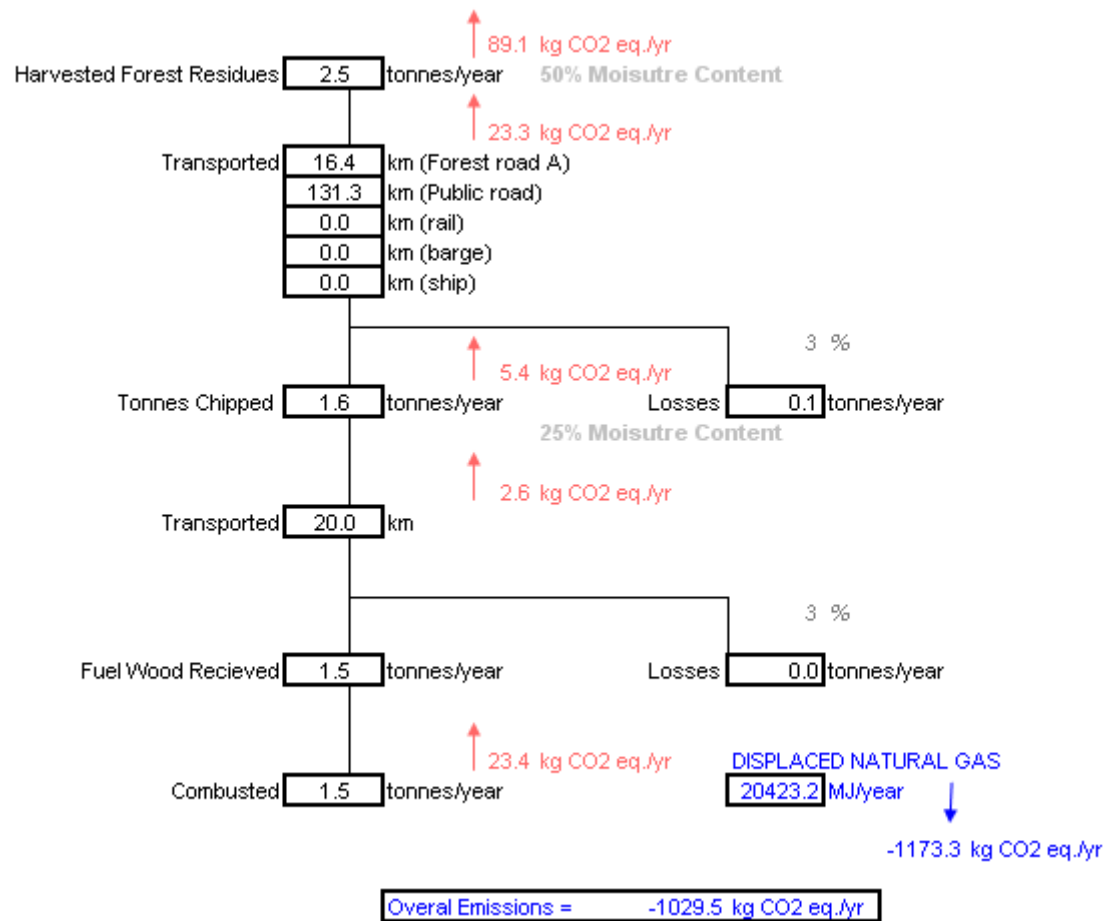 89.1 kg CO2 eq./yr
Harvested Forest Residues 2.5 tonnes/year 50% Moisutre Content
23.3 kg CO2 eq./yr
Transported 16.4 km (Forest road A)
131.3 km (Public road)
0.0 km (rail)
0.0 km (barge)
0.0 km (ship)
3 %
5.4 kg CO2 eq./yr
Tonnes Chipped 1.6 tonnes/year Losses 0.1 tonnes/year
25% Moisutre Content
2.6 kg CO2 eq./yr
Transported 20.0 km
3 %
Fuel Wood Recieved 1.5 tonnes/year Losses 0.0 tonnes/year
23.4 kg CO2 eq./yr DISPLACED NATURAL GAS
Combusted 1.5 tonnes/year 20423.2 MJ/year
-1173.3 kg CO2 eq./yr
Overal Emissions = -1029.5 kg CO2 eq./yr